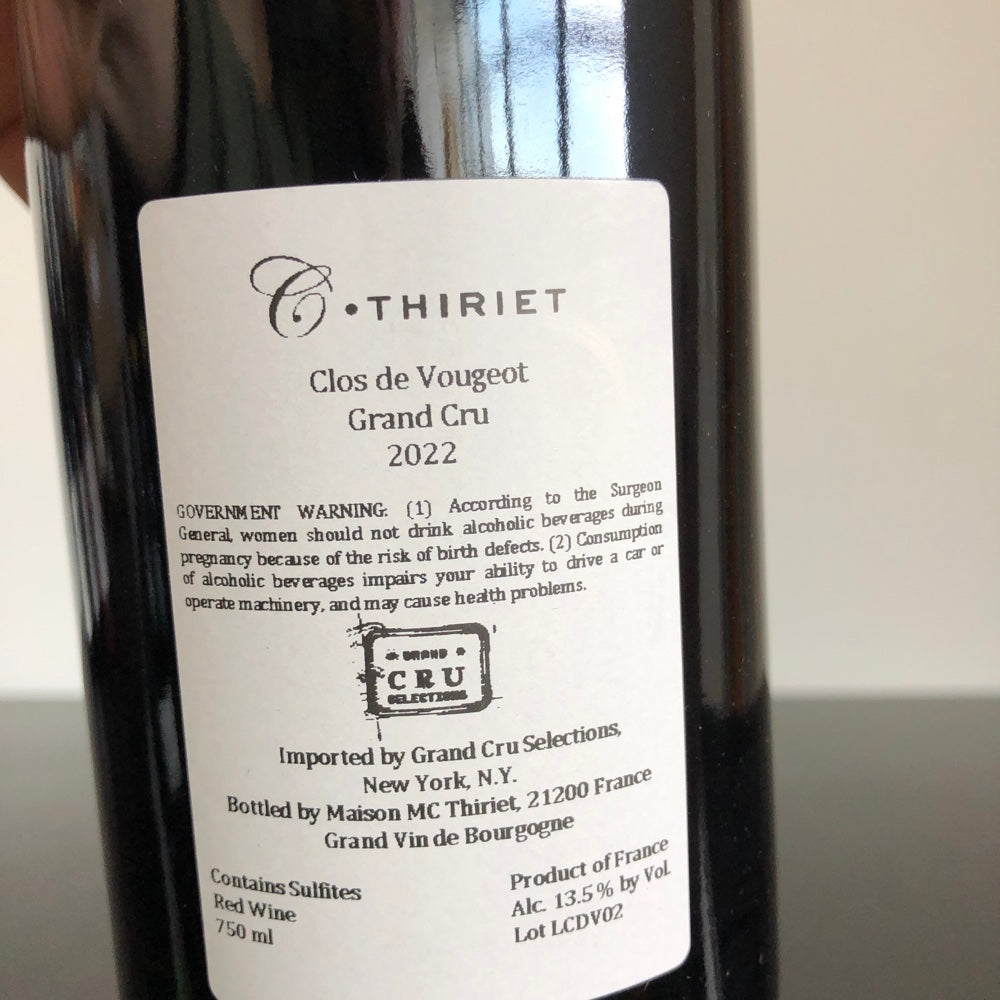 C • THIRIET
Clos de Vougeot
Grand Cru
2022
GOVERNMENT WARNING: (1) According to the Surgeon
General, women should not drink alcoholic beverages during
pregnancy because of the risk of birth defects. (2) Consumption
of alcoholic beverages impairs your ability to drive a car or
operate machinery, and may cause health problems.
GRAND
CRU
SELECTIONS
Imported by Grand Cru Selections,
New York, N.Y.
Bottled by Maison MC Thiriet, 21200 France
Grand Vin de Bourgogne
Contains Sulfites
Red Wine
750 ml
Product of France
Alc. 13.5 % by Vol.
Lot LCDV02